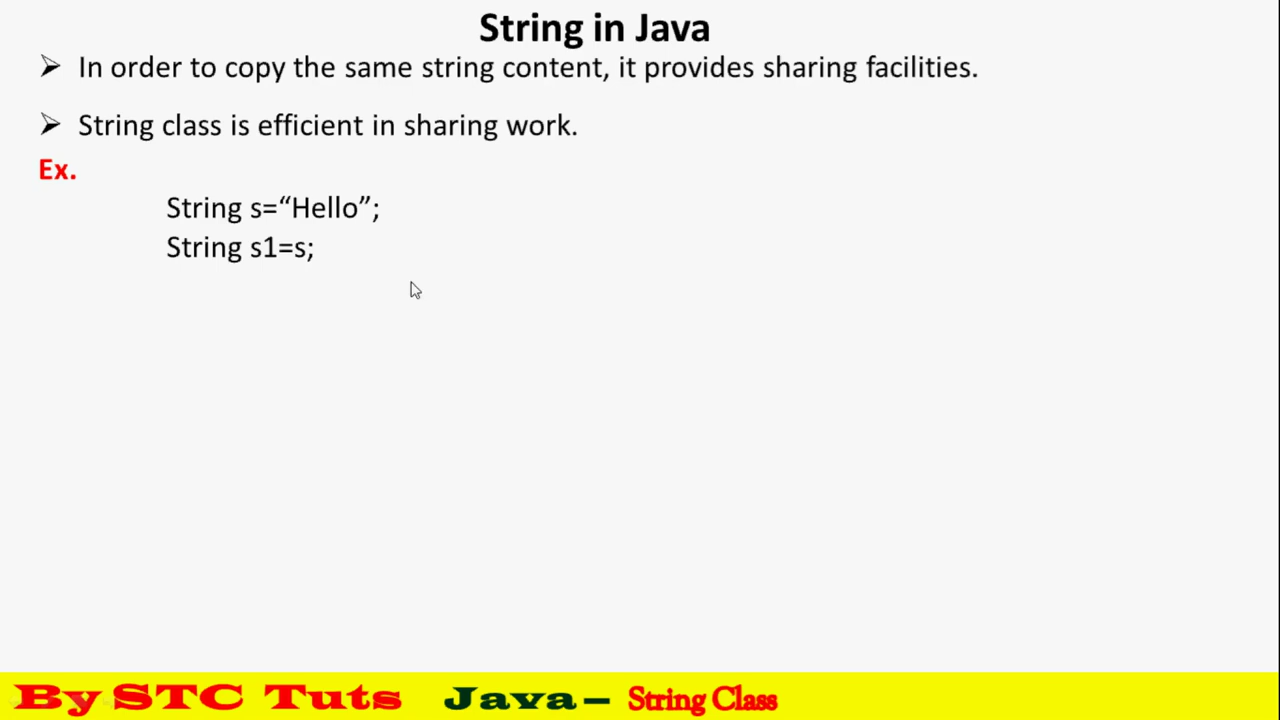 String in Java
➢ In order to copy the same string content, it provides sharing facilities.
➢ String class is efficient in sharing work.
Ex.
String s=“Hello”;
String s1=s;
By STC Tuts Java – String Class